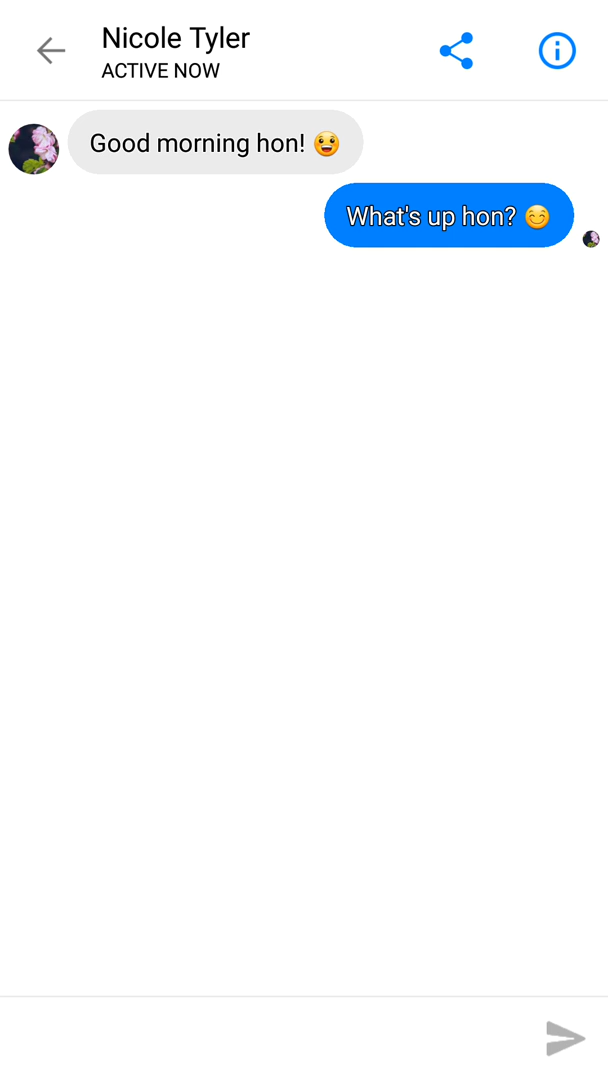 Nicole Tyler
ACTIVE NOW
Good morning hon! 😀
What's up hon? 😊